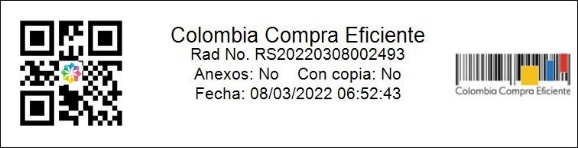 Colombia Compra Eficiente
Rad No. RS20220308002493
Anexos: No Con copia: No
Fecha: 08/03/2022 06:52:43
Colombia Compra Eficiente